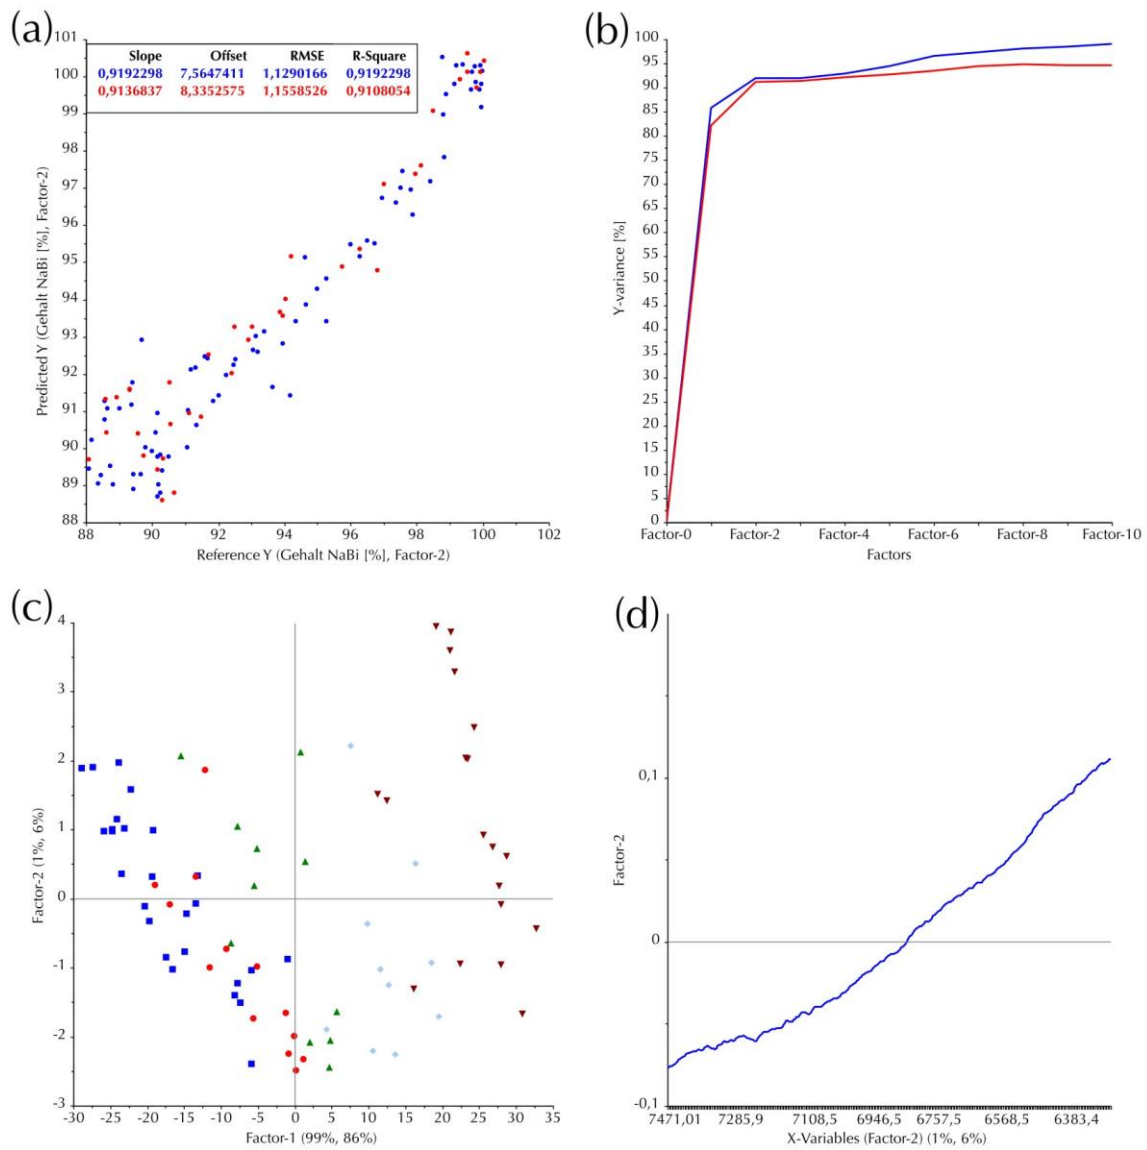 (a)
101
100
99
98
97
96
95
94
93
92
91
90
89
88
Predicted Y (Gehalt NaBi [%], Factor-2)
Slope Offset RMSE R-Square
0,9192298 7,5647411 1,1290166 0,9192298
0,9136837 8,3352575 1,1558526 0,9108054
88 90 92 94 96 98 100 102
Reference Y (Gehalt NaBi [%], Factor-2)
(b)
100
95
90
85
80
75
70
65
60
55
50
45
40
35
30
25
20
15
10
5
0
Y-variance [%]
Factor-0 Factor-2 Factor-4 Factor-6 Factor-8 Factor-10
Factors
(c)
4
3
2
1
0
-1
-2
-3
Factor-2 (1%, 6%)
-30 -25 -20 -15 -10 -5 0 5 10 15 20 25 30 35
Factor-1 (99%, 86%)
(d)
0,1
0
-0,1
Factor-2
7471,01 7285,9 7108,5 6946,5 6757,5 6568,5 6383,4
X-Variables (Factor-2) (1%, 6%)